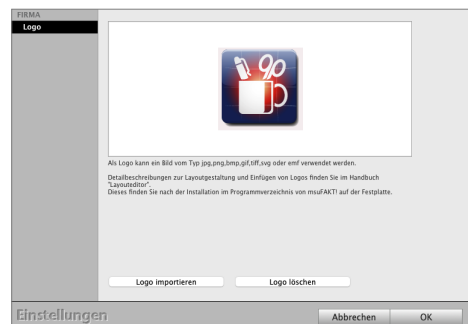 FIRMA
Logo
Als Logo kann ein Bild vom Typ jpg,png,bmp,gif,tiff,svg oder emf verwendet werden.
Detailbeschreibungen zur Layoutgestaltung und Einfügen von Logos finden Sie im Handbuch
"Layouteditor".
Dieses finden Sie nach der Installation im Programmverzeichnis von msuFAKT! auf der Festplatte.
Logo importieren
Logo löschen
Einstellungen
Abbrechen
OK